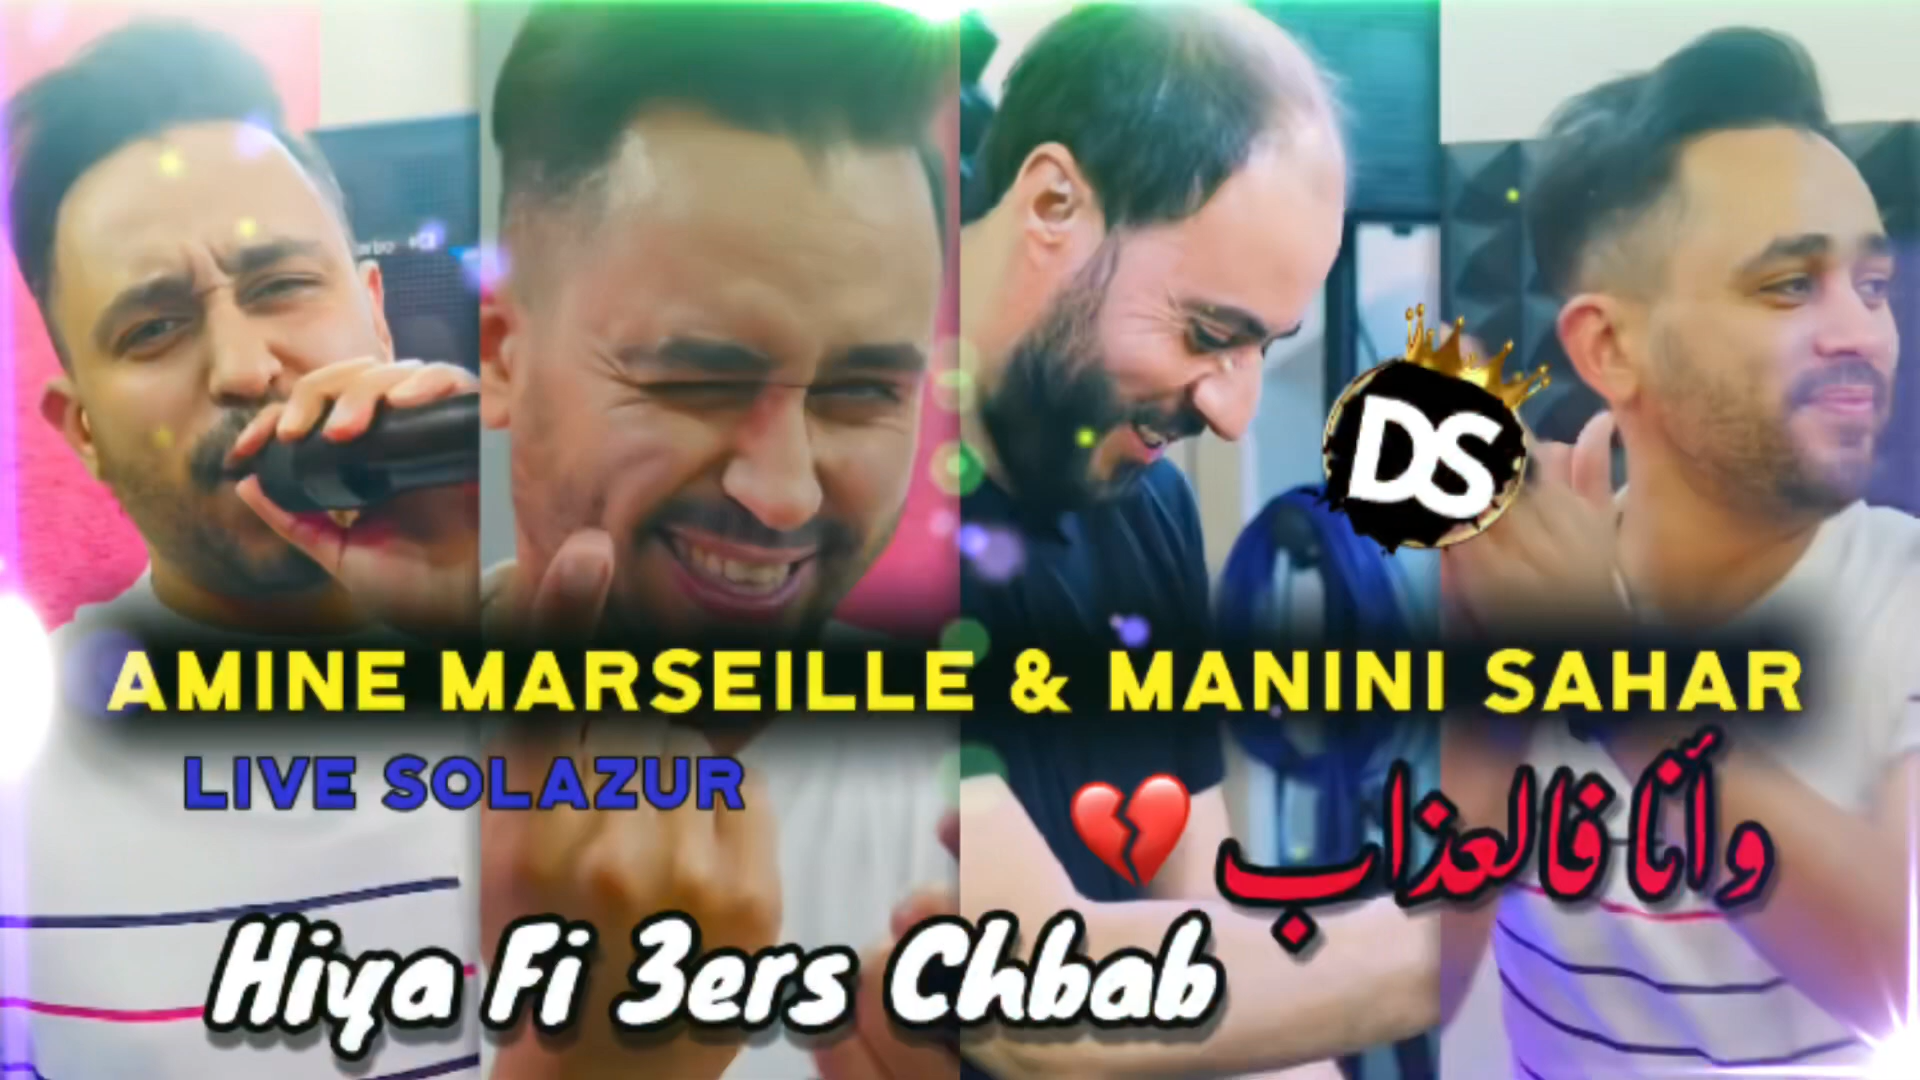 DS
AMINE MARSEILLE & MANINI SAHAR
LIVE SOLAZUR
وأنا فالعذاب 💔
Hiya Fi 3ers Chbab